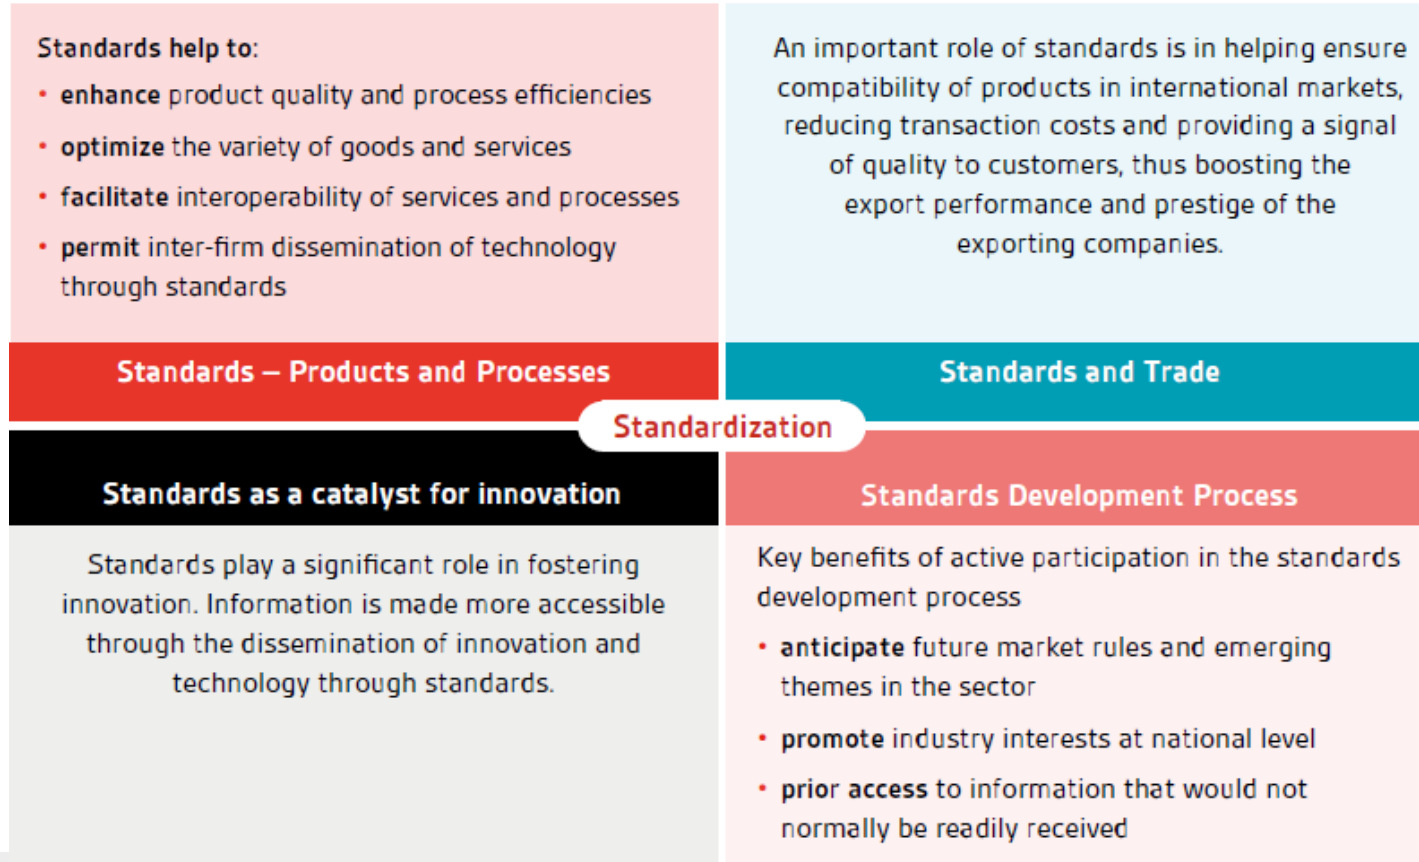 Standards help to:
• enhance product quality and process efficiencies
• optimize the variety of goods and services
• facilitate interoperability of services and processes
• permit inter-firm dissemination of technology
through standards
Standards – Products and Processes
An important role of standards is in helping ensure
compatibility of products in international markets,
reducing transaction costs and providing a signal
of quality to customers, thus boosting the
export performance and prestige of the
exporting companies.
Standards and Trade
Standardization
Standards as a catalyst for innovation
Standards play a significant role in fostering
innovation. Information is made more accessible
through the dissemination of innovation and
technology through standards.
Standards Development Process
Key benefits of active participation in the standards
development process
• anticipate future market rules and emerging
themes in the sector
• promote industry interests at national level
• prior access to information that would not
normally be readily received